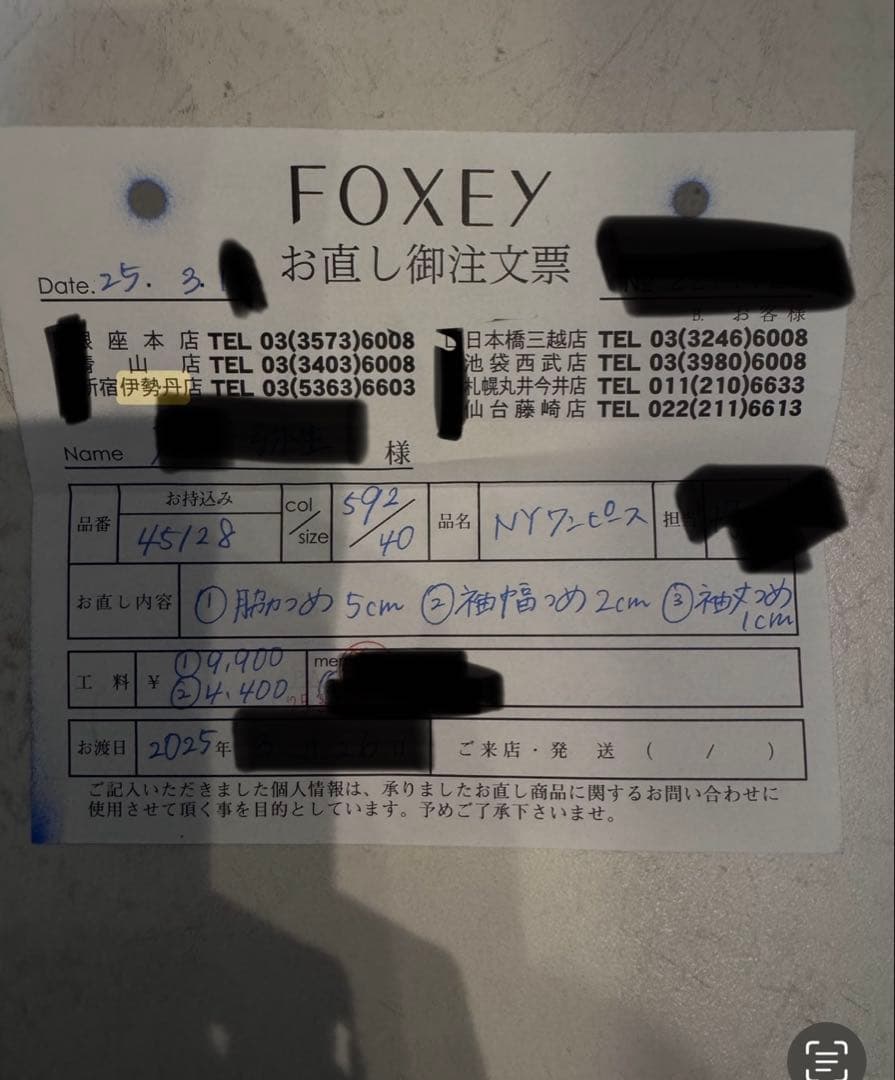 FOXEY
お直し御注文票
Date. 25. 3.
お客様
座本店 TEL 03(3573)6008
山店 TEL 03(3403)6008
新宿伊勢丹店 TEL 03(5363)6603
日本橋三越店 TEL 03(3246)6008
池袋西武店 TEL 03(3980)6008
札幌丸井今井店 TEL 011(210)6633
仙台藤崎店 TEL 022(211)6613
Name 様
品番 お持込み 45128 col/size 592/40 品名 NYワンピース 担
お直し内容 ①脇つめ 5cm ②袖幅つめ 2cm ③袖丈つめ
1cm
工料 ¥ ①9,900
②4,400
お渡日 2025年 ご来店・発送 ( / )
ご記入いただきました個人情報は、承りましたお直し商品に関するお問い合わせに
使用させて頂く事を目的としています。予めご了承下さいませ。